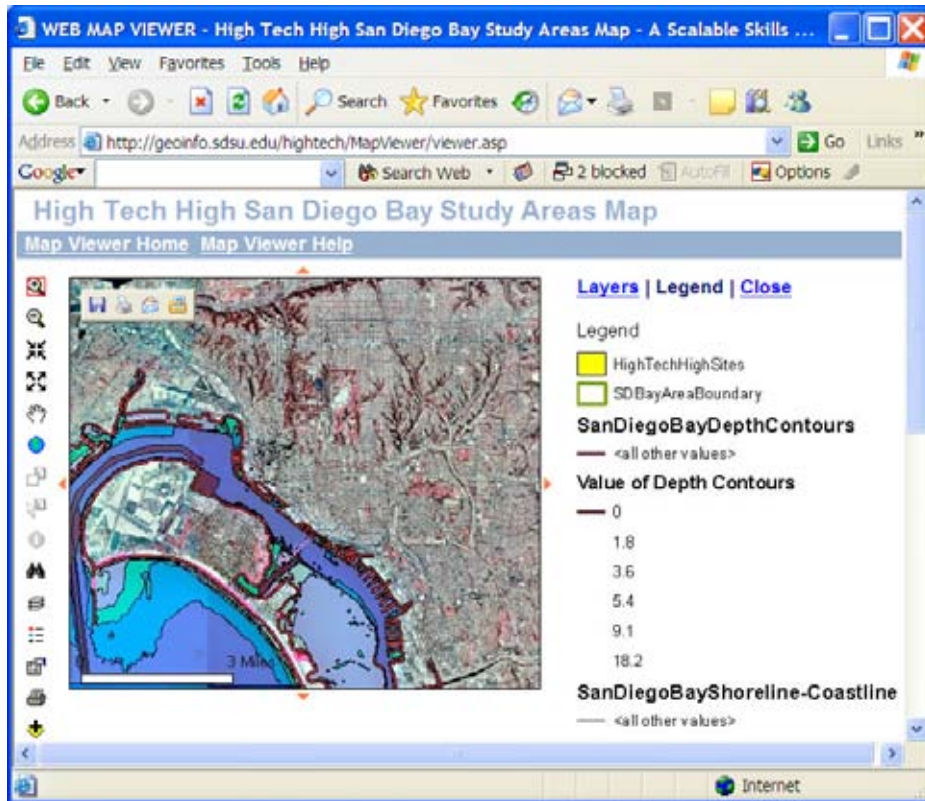 WEB MAP VIEWER - High Tech High San Diego Bay Study Areas Map - A Scalable Skills ...
File Edit View Favorites Tools Help
Back Search Favorites
Address http://geoinfo.sdsu.edu/hightech/MapViewer/viewer.asp Go Links »
Google Search Web 2 blocked AutoFill Options
High Tech High San Diego Bay Study Areas Map
Map Viewer Home Map Viewer Help
Layers | Legend | Close
Legend
HighTechHighSites
SDBayAreaBoundary
SanDiegoBayDepthContours
<all other values>
Value of Depth Contours
0
1.8
3.6
5.4
9.1
18.2
SanDiegoBayShoreline-Coastline
<all other values>
0 3 Miles
Internet